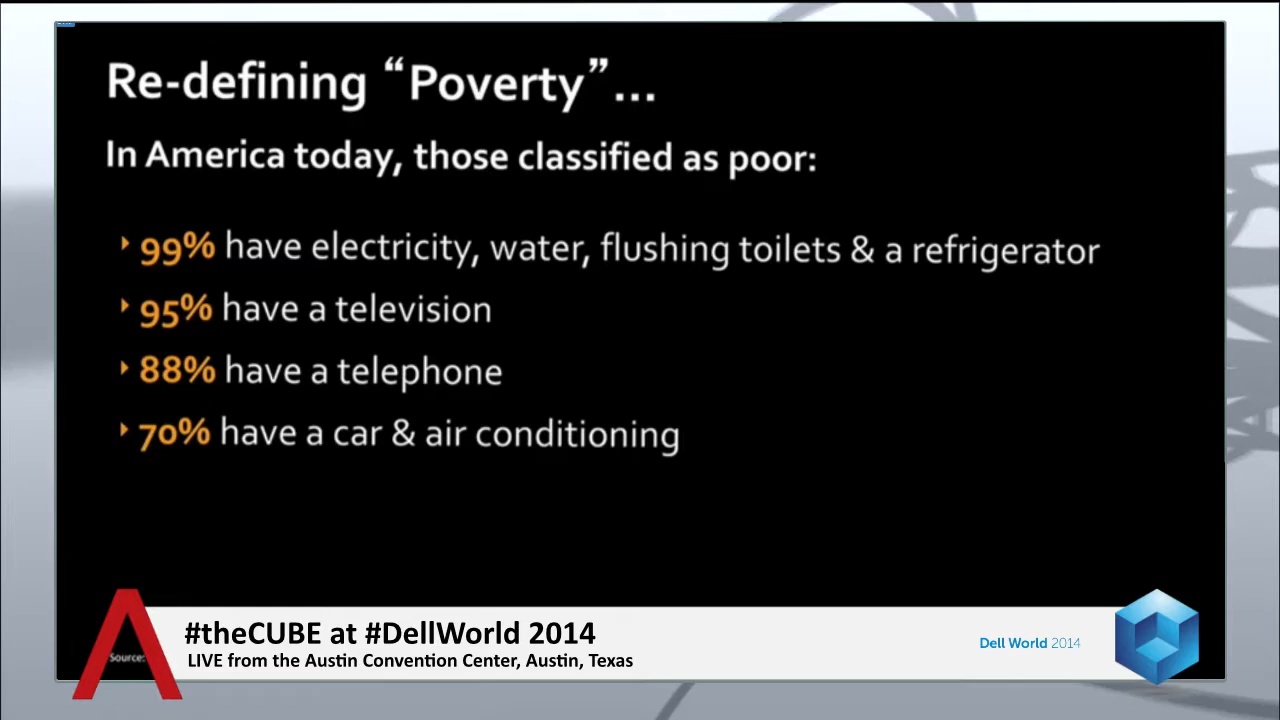 Re-defining “Poverty”...
In America today, those classified as poor:
99% have electricity, water, flushing toilets & a refrigerator
95% have a television
88% have a telephone
70% have a car & air conditioning
#theCUBE at #DellWorld 2014
LIVE from the Austin Convention Center, Austin, Texas
Dell World 2014
Source: